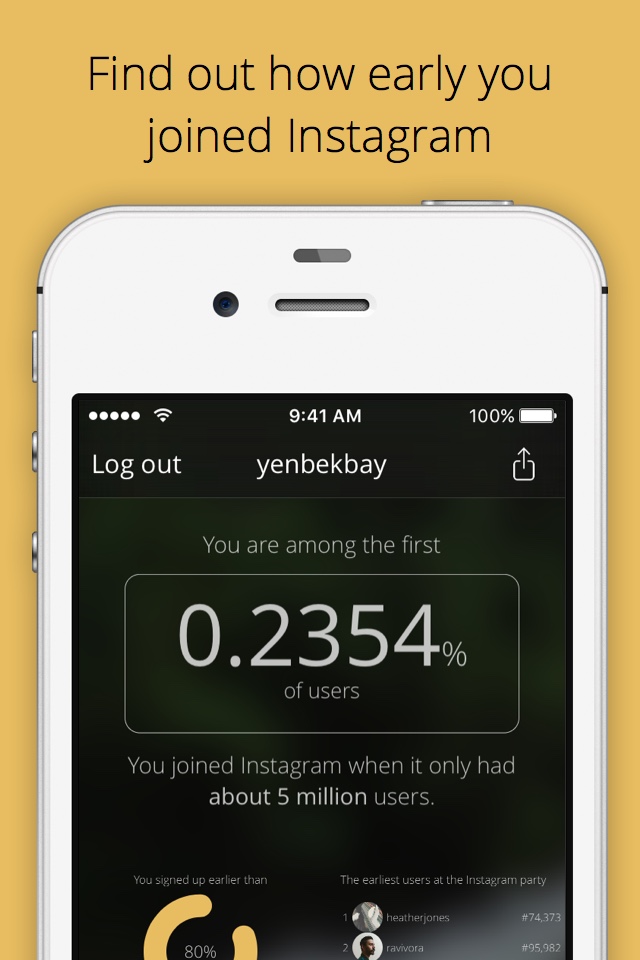 Find out how early you
joined Instagram
9:41 AM
100%
Log out
yenbekbay
You are among the first
0.2354%
of users
You joined Instagram when it only had
about 5 million users.
You signed up earlier than
80%
The earliest users at the Instagram party
1 heatherjones #74,373
2 ravivora #95,982